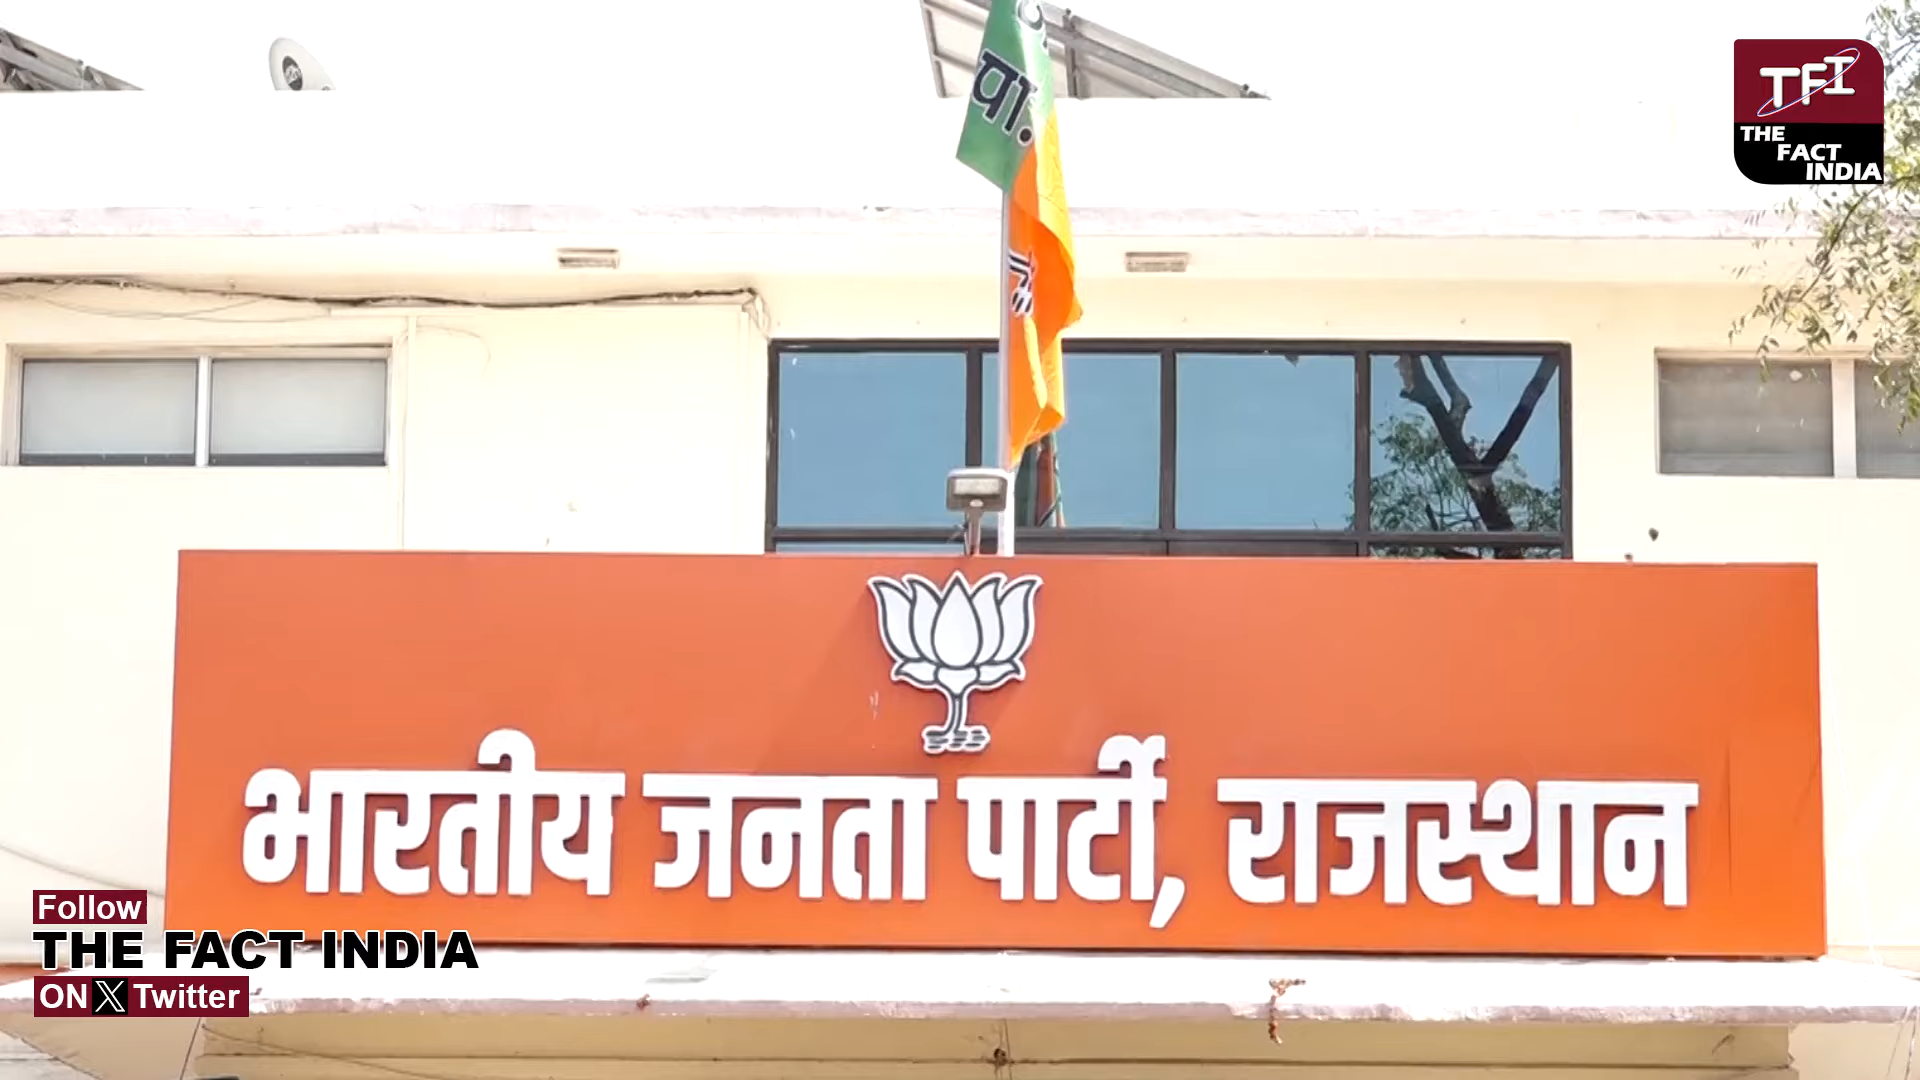 TFI
THE
FACT
INDIA
पा.
भारतीय जनता पार्टी, राजस्थान
Follow
THE FACT INDIA
ON X Twitter